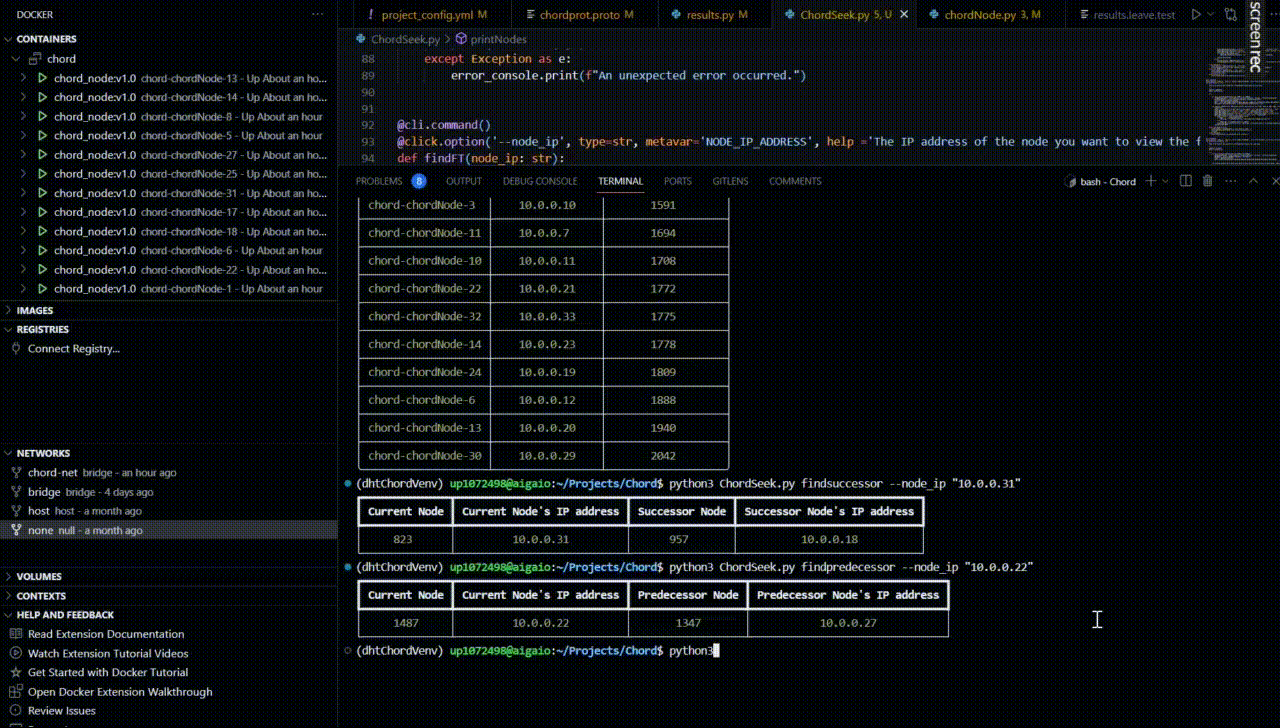 DOCKER ...
CONTAINERS
chord
chord_node:v1.0 chord-chordNode-13 - Up About an ho...
chord_node:v1.0 chord-chordNode-14 - Up About an ho...
chord_node:v1.0 chord-chordNode-8 - Up About an hour
chord_node:v1.0 chord-chordNode-5 - Up About an hour
chord_node:v1.0 chord-chordNode-27 - Up About an ho...
chord_node:v1.0 chord-chordNode-25 - Up About an ho...
chord_node:v1.0 chord-chordNode-31 - Up About an ho...
chord_node:v1.0 chord-chordNode-17 - Up About an ho...
chord_node:v1.0 chord-chordNode-18 - Up About an ho...
chord_node:v1.0 chord-chordNode-6 - Up About an hour
chord_node:v1.0 chord-chordNode-22 - Up About an ho...
chord_node:v1.0 chord-chordNode-1 - Up About an hour
IMAGES
REGISTRIES
Connect Registry...
NETWORKS
chord-net bridge - an hour ago
bridge bridge - 4 days ago
host host - a month ago
none null - a month ago
VOLUMES
CONTEXTS
HELP AND FEEDBACK
Read Extension Documentation
Watch Extension Tutorial Videos
Get Started with Docker Tutorial
Open Docker Extension Walkthrough
Review Issues
project_config.yml M chordprot.proto M results.py M ChordSeek.py 5, U chordNode.py 3, M results.leave.test
ChordSeek.py > printNodes
88 except Exception as e:
89 error_console.print(f"An unexpected error occurred.")
90
91
92 @cli.command()
93 @click.option('--node_ip', type=str, metavar='NODE_IP_ADDRESS', help ='The IP address of the node you want to view the f
94 def findFT(node_ip: str):
PROBLEMS 8 OUTPUT DEBUG CONSOLE TERMINAL PORTS GITLENS COMMENTS bash - Chord
chord-chordNode-3 10.0.0.10 1591
chord-chordNode-11 10.0.0.7 1694
chord-chordNode-10 10.0.0.11 1708
chord-chordNode-22 10.0.0.21 1772
chord-chordNode-32 10.0.0.33 1775
chord-chordNode-14 10.0.0.23 1778
chord-chordNode-24 10.0.0.19 1809
chord-chordNode-6 10.0.0.12 1888
chord-chordNode-13 10.0.0.20 1940
chord-chordNode-30 10.0.0.29 2042
(dhtChordVenv) up1072498@aigaio:~/Projects/Chord$ python3 ChordSeek.py findsuccessor --node_ip "10.0.0.31"
Current Node Current Node's IP address Successor Node Successor Node's IP address
823 10.0.0.31 957 10.0.0.18
(dhtChordVenv) up1072498@aigaio:~/Projects/Chord$ python3 ChordSeek.py findpredecessor --node_ip "10.0.0.22"
Current Node Current Node's IP address Predecessor Node Predecessor Node's IP address
1487 10.0.0.22 1347 10.0.0.27
(dhtChordVenv) up1072498@aigaio:~/Projects/Chord$ python3
screenrec